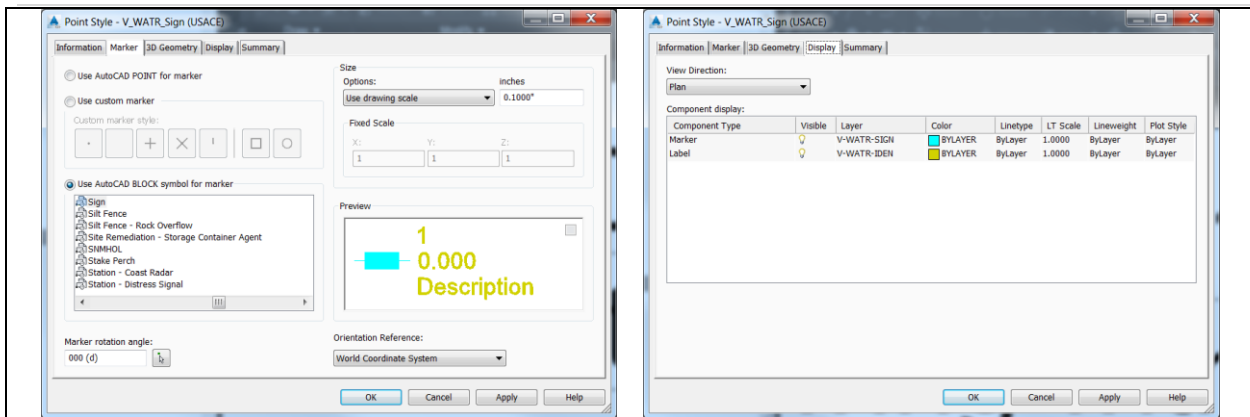 Point Style - V_WATR_Sign (USACE)
Information Marker 3D Geometry Display Summary
Use AutoCAD POINT for marker
Use custom marker
Custom marker style:
Use AutoCAD BLOCK symbol for marker
Sign
Silt Fence
Silt Fence - Rock Overflow
Site Remediation - Storage Container Agent
SNMHOL
Stake Perch
Station - Coast Radar
Station - Distress Signal
Marker rotation angle:
000 (d)
Size
Options: inches
Use drawing scale 0.1000"
Fixed Scale
X: Y: Z:
1 1 1
Preview
1
0.000
Description
Orientation Reference:
World Coordinate System
OK Cancel Apply Help
Point Style - V_WATR_Sign (USACE)
Information Marker 3D Geometry Display Summary
View Direction:
Plan
Component display:
Component Type Visible Layer Color Linetype LT Scale Lineweight Plot Style
Marker V-WATR-SIGN BYLAYER ByLayer 1.0000 ByLayer ByLayer
Label V-WATR-IDEN BYLAYER ByLayer 1.0000 ByLayer ByLayer
OK Cancel Apply Help